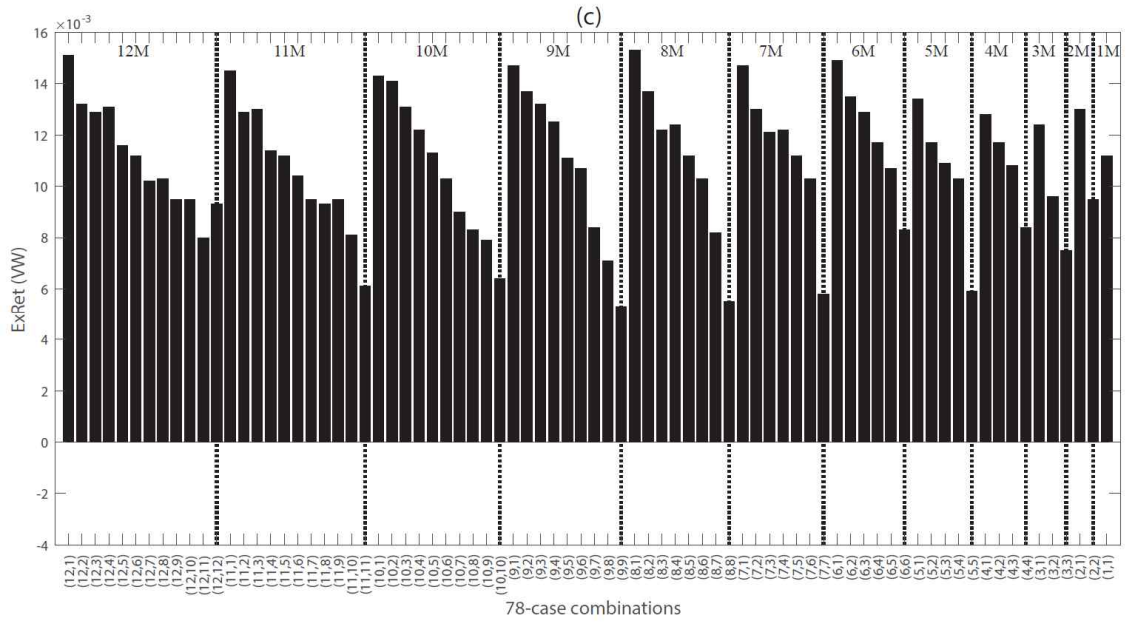 (c)
×10⁻³
12M 11M 10M 9M 8M 7M 6M 5M 4M 3M 2M 1M
16
14
12
10
8
6
4
2
0
-2
-4
ExRet (VW)
(12,1) (12,2) (12,3) (12,4) (12,5) (12,6) (12,7) (12,8) (12,9) (12,10) (12,11) (12,12) (11,1) (11,2) (11,3) (11,4) (11,5) (11,6) (11,7) (11,8) (11,9) (11,10) (11,11) (10,1) (10,2) (10,3) (10,4) (10,5) (10,6) (10,7) (10,8) (10,9) (10,10) (9,1) (9,2) (9,3) (9,4) (9,5) (9,6) (9,7) (9,8) (9,9) (8,1) (8,2) (8,3) (8,4) (8,5) (8,6) (8,7) (8,8) (7,1) (7,2) (7,3) (7,4) (7,5) (7,6) (7,7) (6,1) (6,2) (6,3) (6,4) (6,5) (6,6) (5,1) (5,2) (5,3) (5,4) (5,5) (4,1) (4,2) (4,3) (4,4) (3,1) (3,2) (3,3) (2,1) (2,2) (1,1)
78-case combinations